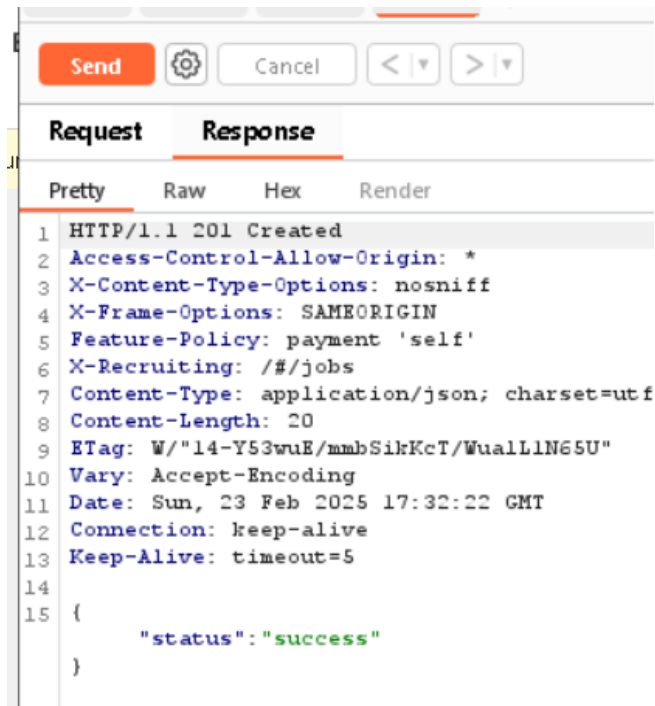 Send
Cancel
Request Response
Pretty Raw Hex Render
1 HTTP/1.1 201 Created
2 Access-Control-Allow-Origin: *
3 X-Content-Type-Options: nosniff
4 X-Frame-Options: SAMEORIGIN
5 Feature-Policy: payment 'self'
6 X-Recruiting: /#/jobs
7 Content-Type: application/json; charset=utf
8 Content-Length: 20
9 ETag: W/"14-Y53wuE/mmbSikKcT/WualL1N65U"
10 Vary: Accept-Encoding
11 Date: Sun, 23 Feb 2025 17:32:22 GMT
12 Connection: keep-alive
13 Keep-Alive: timeout=5
14
15 {
"status":"success"
}